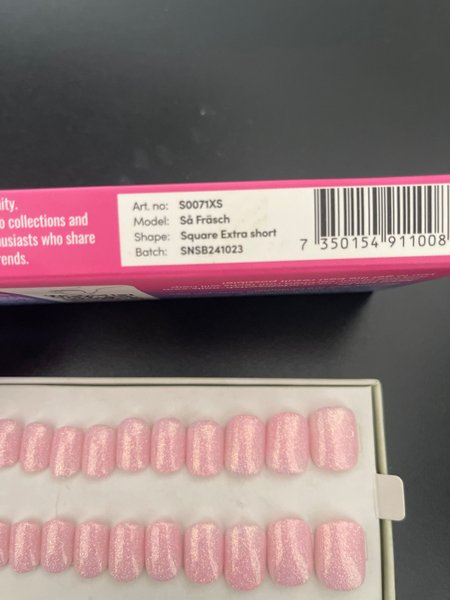 ity.
o collections and
husiasts who share
rends.
Art. no: S0071XS
Model: Så Fräsch
Shape: Square Extra short
Batch: SNSB241023
7 350154 911008